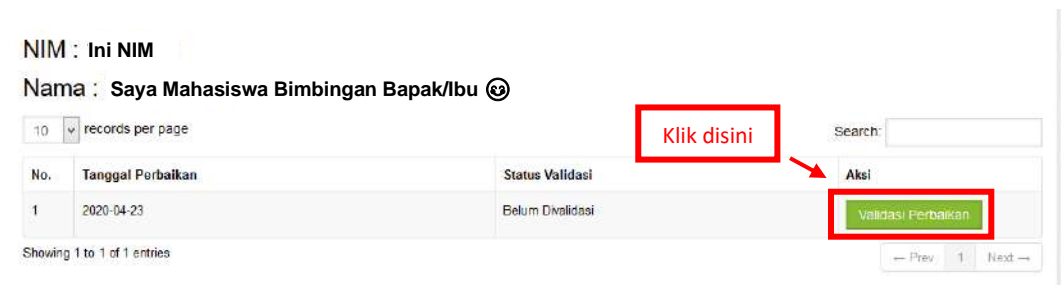 NIM : Ini NIM
Nama : Saya Mahasiswa Bimbingan Bapak/Ibu
10 records per page
Klik disini
Search:
No. Tanggal Perbaikan Status Validasi Aksi
1 2020-04-23 Belum Divalidasi Validasi Perbaikan
Showing 1 to 1 of 1 entries
← Prev 1 Next →